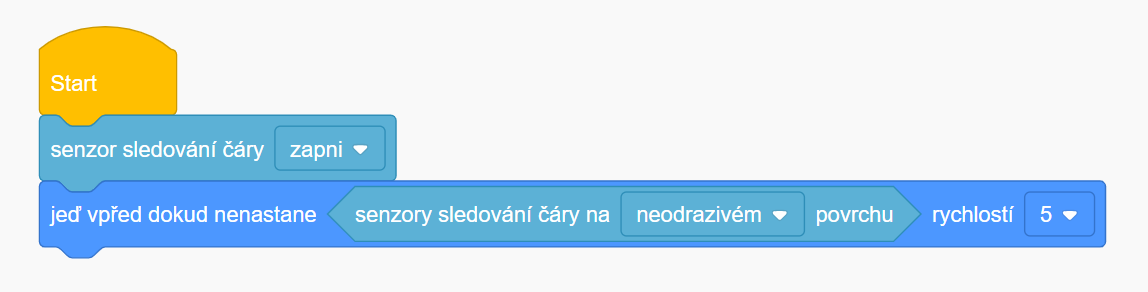 Start
senzor sledování čáry zapni
jeď vpřed dokud nenastane senzory sledování čáry na neodrazivém povrchu rychlostí 5